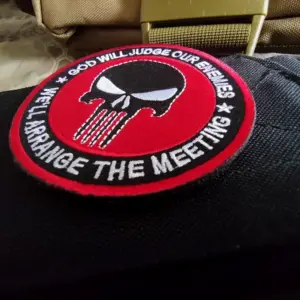 GOD WILL JUDGE OUR ENEMIES
WE'LL ARRANGE THE MEETING